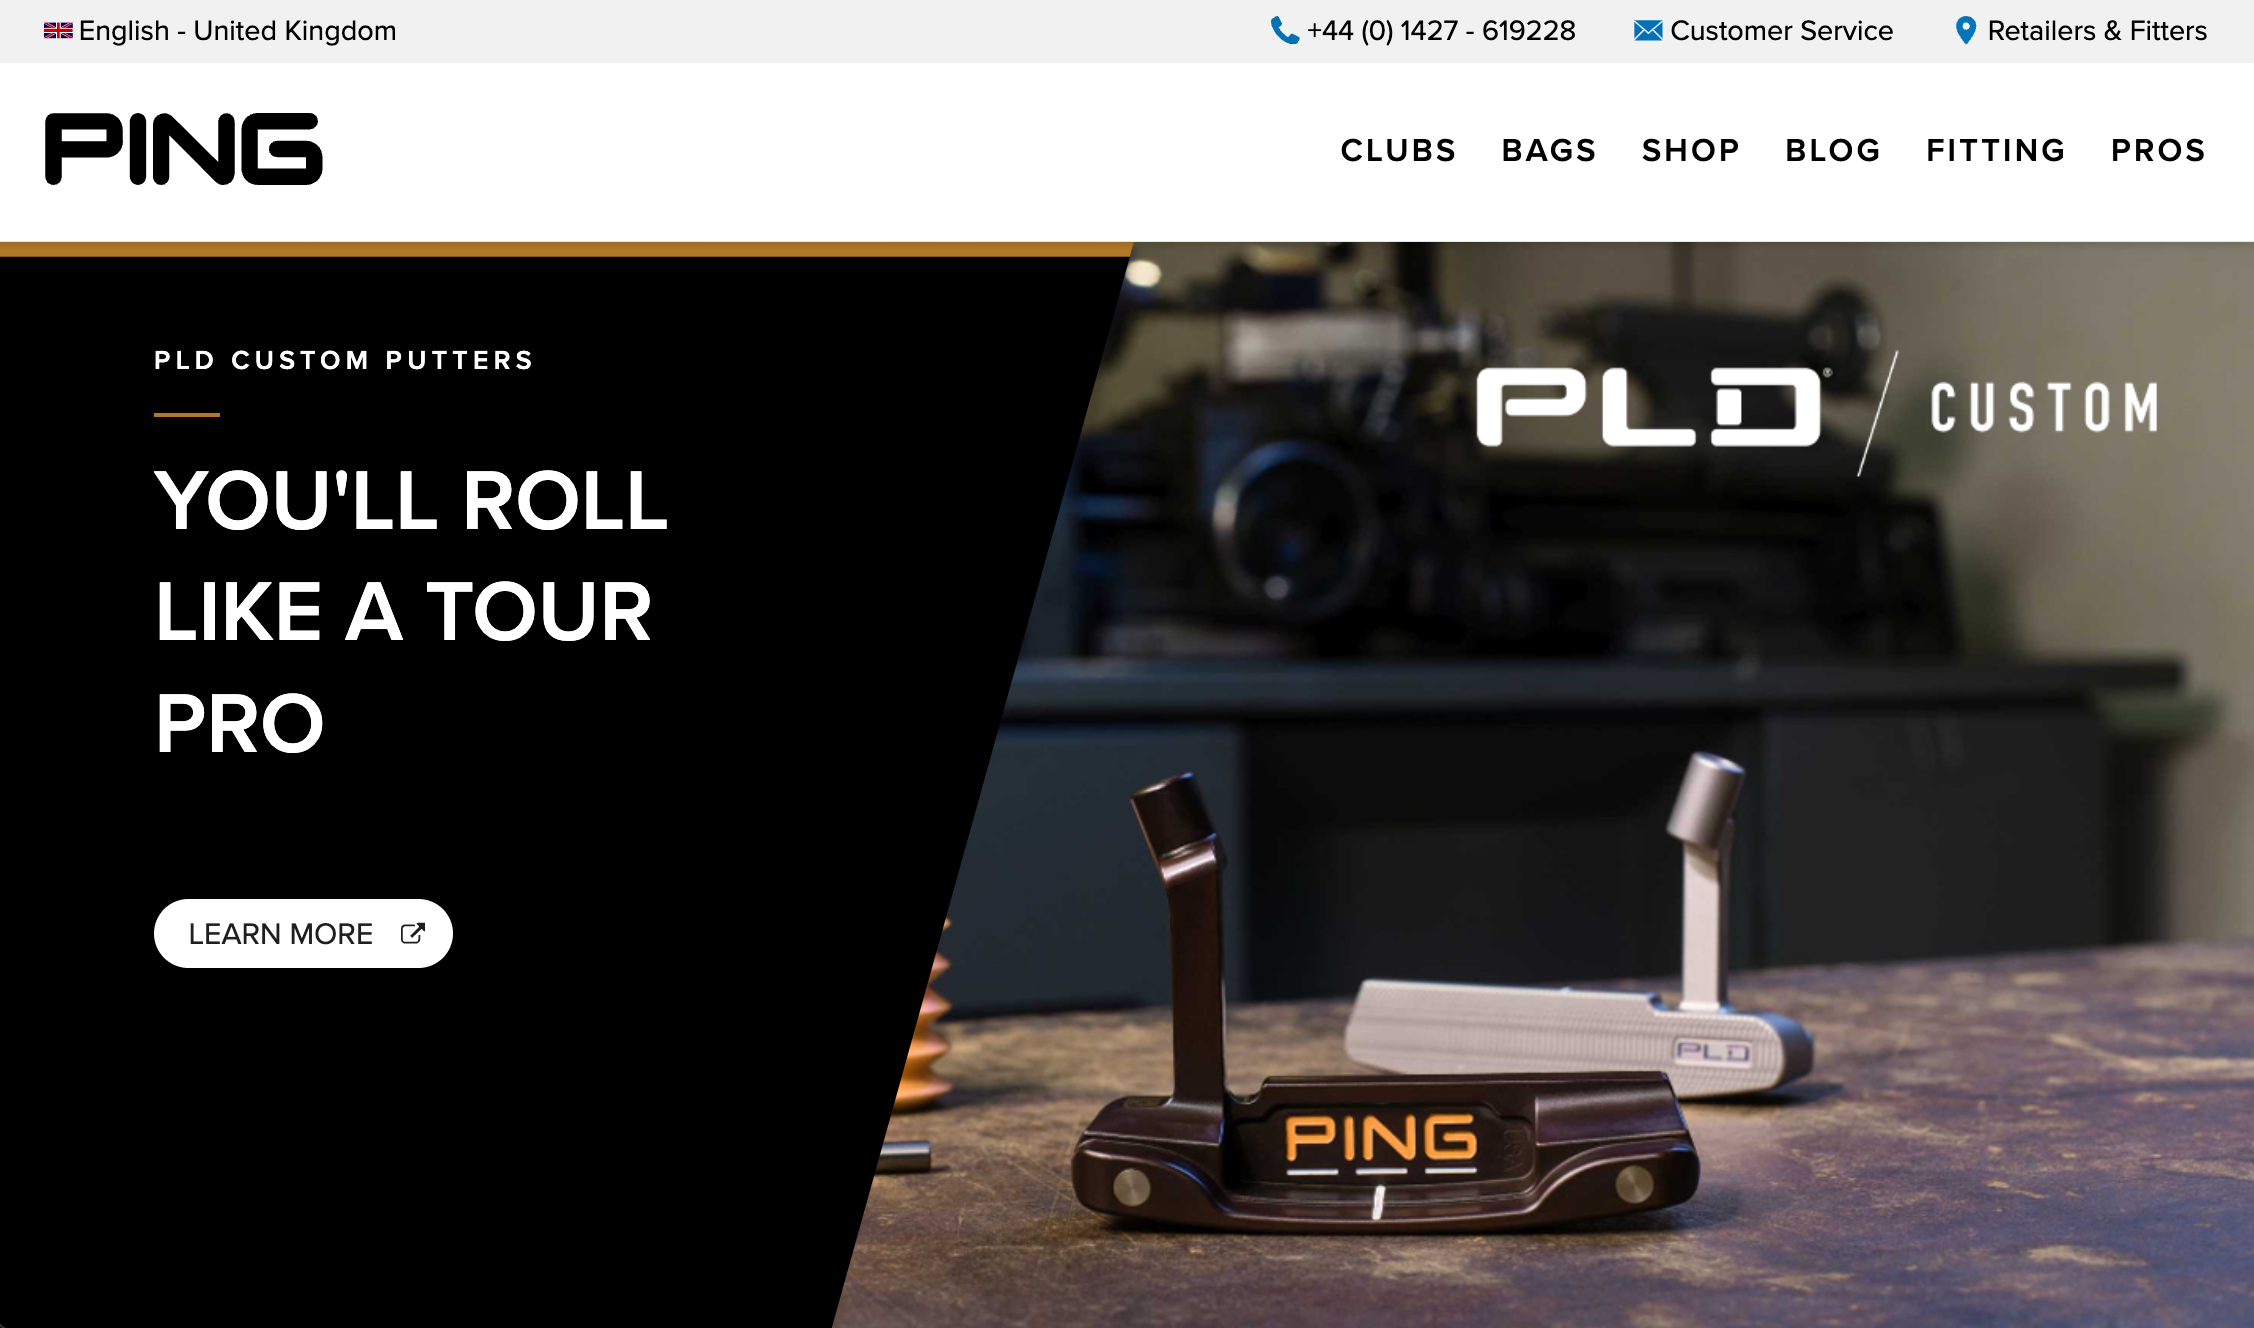 English - United Kingdom
+44 (0) 1427 - 619228
Customer Service
Retailers & Fitters
PING
CLUBS
BAGS
SHOP
BLOG
FITTING
PROS
PLD CUSTOM PUTTERS
YOU'LL ROLL
LIKE A TOUR
PRO
LEARN MORE
PLD® / CUSTOM
PLD
PING